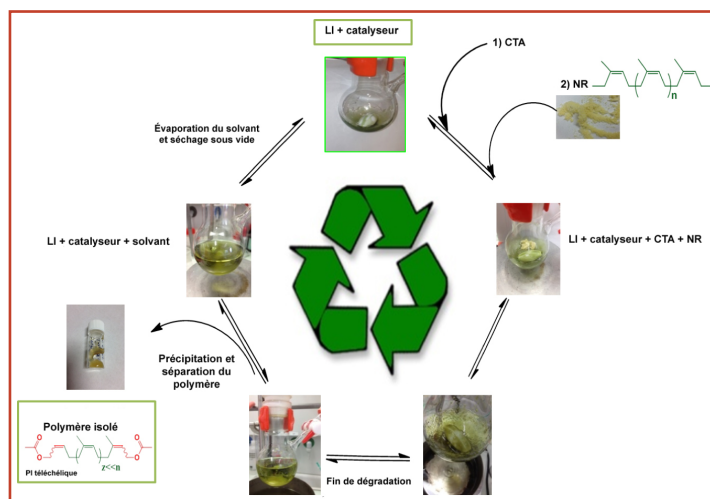 LI + catalyseur
1) CTA
2) NR
n
Évaporation du solvant
et séchage sous vide
LI + catalyseur + solvant
LI + catalyseur + CTA + NR
Précipitation et
séparation du
polymère
Polymère isolé
O
O
O
O
z<<n
PI téléchélique
Fin de dégradation